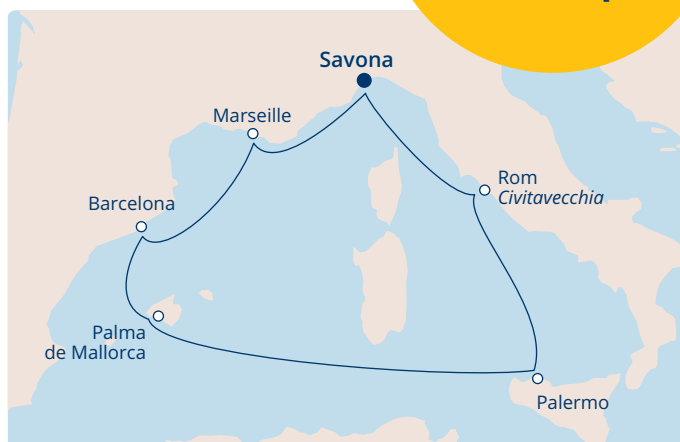 Savona
Marseille
Rom
Civitavecchia
Barcelona
Palma
de Mallorca
Palermo